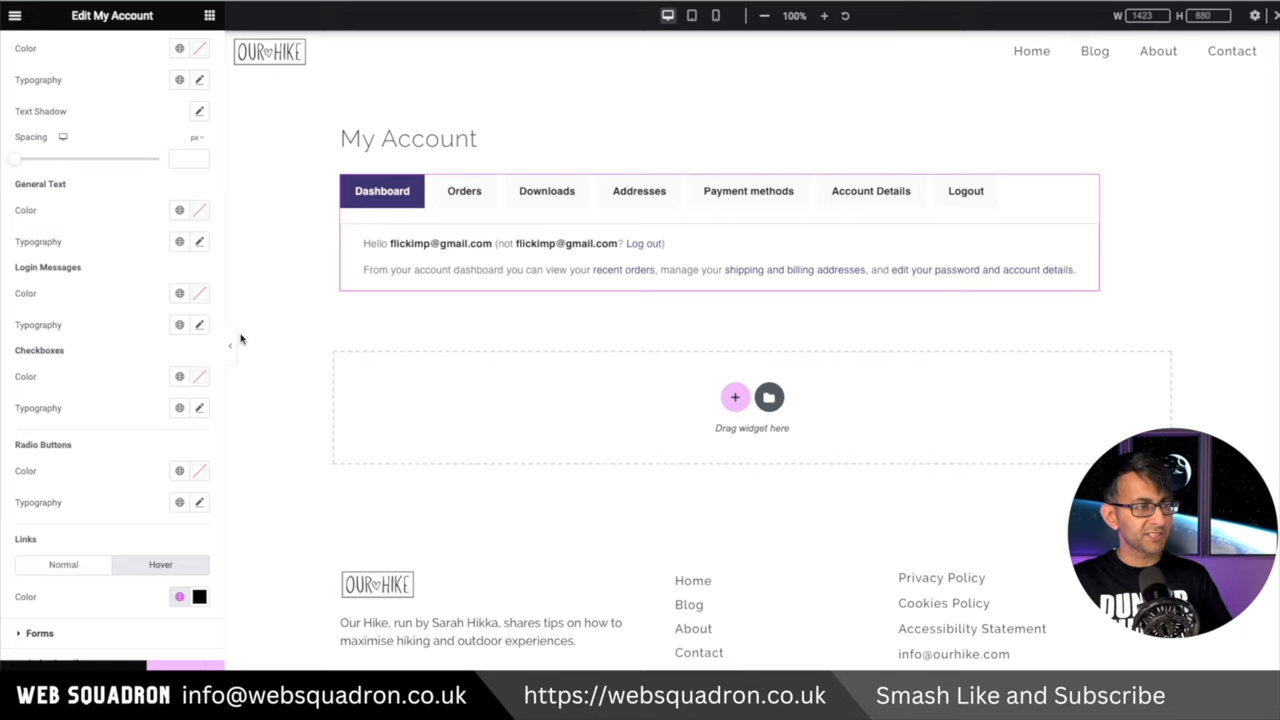 Edit My Account
100%
W 1423 H 880
Color
Typography
Text Shadow
Spacing px
General Text
Color
Typography
Login Messages
Color
Typography
Checkboxes
Color
Typography
Radio Buttons
Color
Typography
Links
Normal Hover
Color
Forms
OUR HIKE
Home Blog About Contact
My Account
Dashboard Orders Downloads Addresses Payment methods Account Details Logout
Hello flickimp@gmail.com (not flickimp@gmail.com? Log out)
From your account dashboard you can view your recent orders, manage your shipping and billing addresses, and edit your password and account details.
Drag widget here
OUR HIKE
Our Hike, run by Sarah Hikka, shares tips on how to
maximise hiking and outdoor experiences.
Home
Blog
About
Contact
Privacy Policy
Cookies Policy
Accessibility Statement
info@ourhike.com
WEB SQUADRON info@websquadron.co.uk https://websquadron.co.uk Smash Like and Subscribe